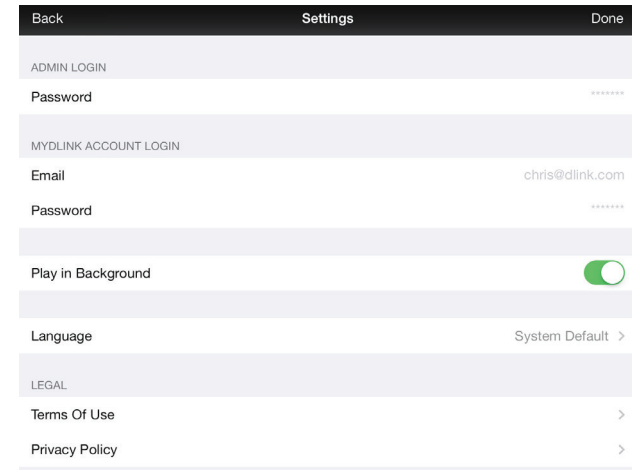 Back Settings Done
ADMIN LOGIN
Password *******
MYDLINK ACCOUNT LOGIN
Email chris@dlink.com
Password *******
Play in Background
Language System Default >
LEGAL
Terms Of Use >
Privacy Policy >